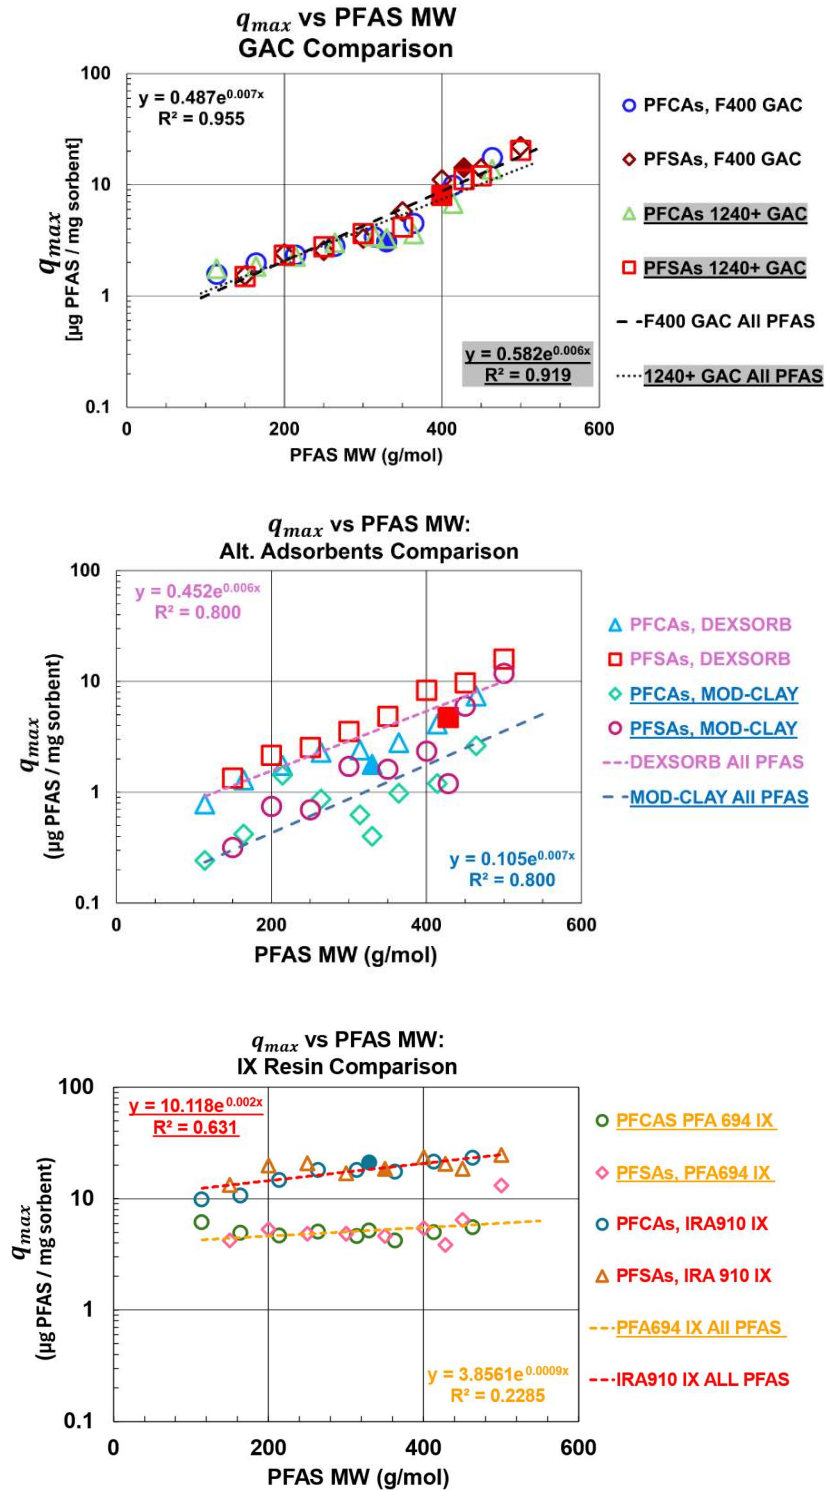 q_max vs PFAS MW
GAC Comparison
100
10
1
0.1
0
200
400
600
q_max
[µg PFAS / mg sorbent]
PFAS MW (g/mol)
y = 0.487e^0.007x
R² = 0.955
y = 0.582e^0.006x
R² = 0.919
PFCAs, F400 GAC
PFSAs, F400 GAC
PFCAs 1240+ GAC
PFSAs 1240+ GAC
F400 GAC All PFAS
1240+ GAC All PFAS
q_max vs PFAS MW:
Alt. Adsorbents Comparison
100
10
1
0.1
0
200
400
600
q_max
(µg PFAS / mg sorbent)
PFAS MW (g/mol)
y = 0.452e^0.006x
R² = 0.800
y = 0.105e^0.007x
R² = 0.800
PFCAs, DEXSORB
PFSAs, DEXSORB
PFCAs, MOD-CLAY
PFSAs, MOD-CLAY
DEXSORB All PFAS
MOD-CLAY All PFAS
q_max vs PFAS MW:
IX Resin Comparison
100
10
1
0.1
0
200
400
600
q_max
(µg PFAS / mg sorbent)
PFAS MW (g/mol)
y = 10.118e^0.002x
R² = 0.631
y = 3.8561e^0.0009x
R² = 0.2285
PFCAS PFA 694 IX
PFSAs, PFA694 IX
PFCAs, IRA910 IX
PFSAs, IRA 910 IX
PFA694 IX All PFAS
IRA910 IX ALL PFAS